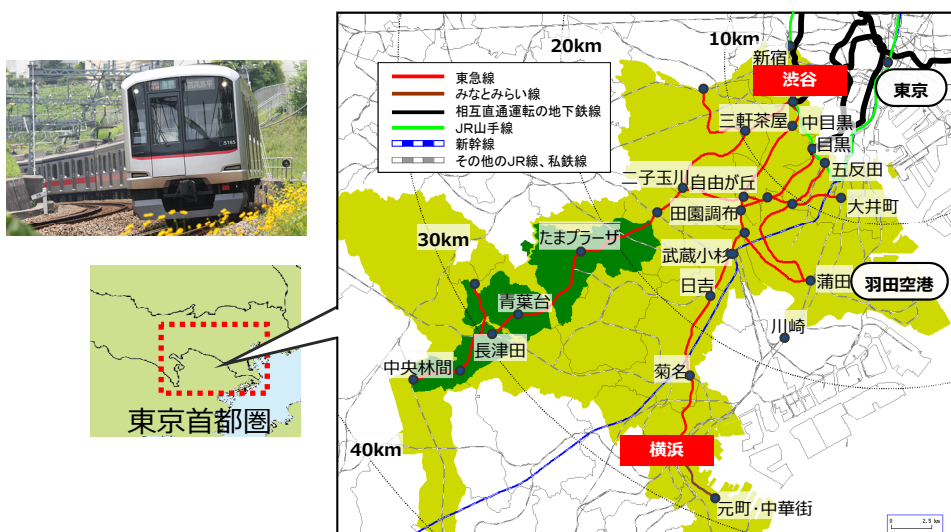 20km
10km
新宿
渋谷
東京
東急線
みなとみらい線
相互直通運転の地下鉄線
JR山手線
新幹線
その他のJR線、私鉄線
三軒茶屋
中目黒
目黒
五反田
二子玉川
自由が丘
大井町
田園調布
たまプラーザ
30km
武蔵小杉
蒲田
羽田空港
日吉
青葉台
川崎
長津田
中央林間
菊名
東京首都圏
40km
横浜
元町・中華街
0 2.5 km